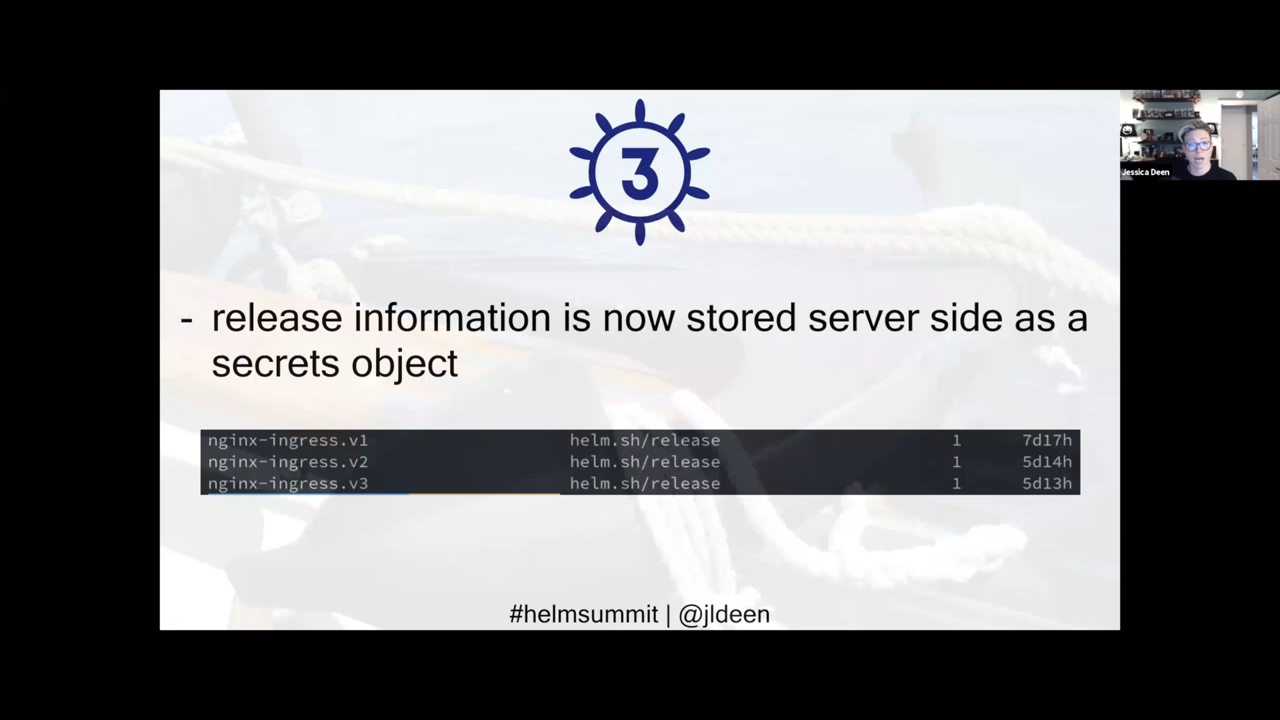 3
Jessica Deen
- release information is now stored server side as a
secrets object
nginx-ingress.v1 helm.sh/release 1 7d17h
nginx-ingress.v2 helm.sh/release 1 5d14h
nginx-ingress.v3 helm.sh/release 1 5d13h
#helmsummit | @jldeen